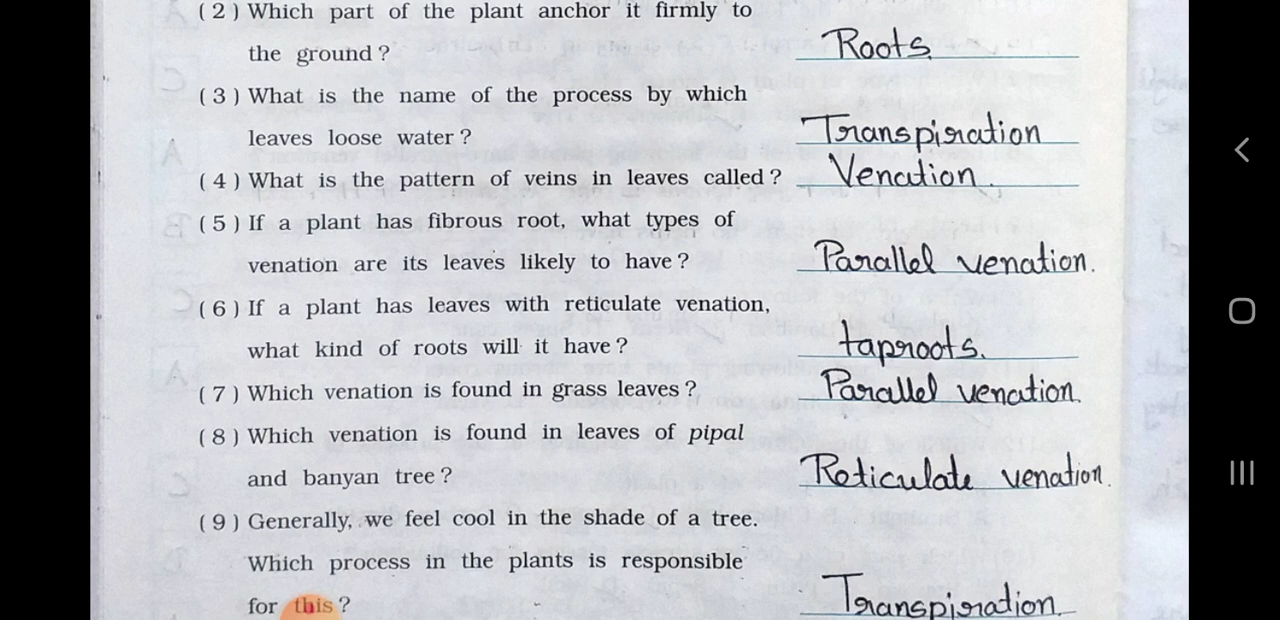 (2) Which part of the plant anchor it firmly to
the ground? Roots.
(3) What is the name of the process by which
leaves loose water? Transpiration
(4) What is the pattern of veins in leaves called? Venation.
(5) If a plant has fibrous root, what types of
venation are its leaves likely to have? Parallel venation.
(6) If a plant has leaves with reticulate venation,
what kind of roots will it have? taproots.
(7) Which venation is found in grass leaves? Parallel venation.
(8) Which venation is found in leaves of pipal
and banyan tree? Reticulate venation.
(9) Generally, we feel cool in the shade of a tree.
Which process in the plants is responsible
for this? Transpiration.